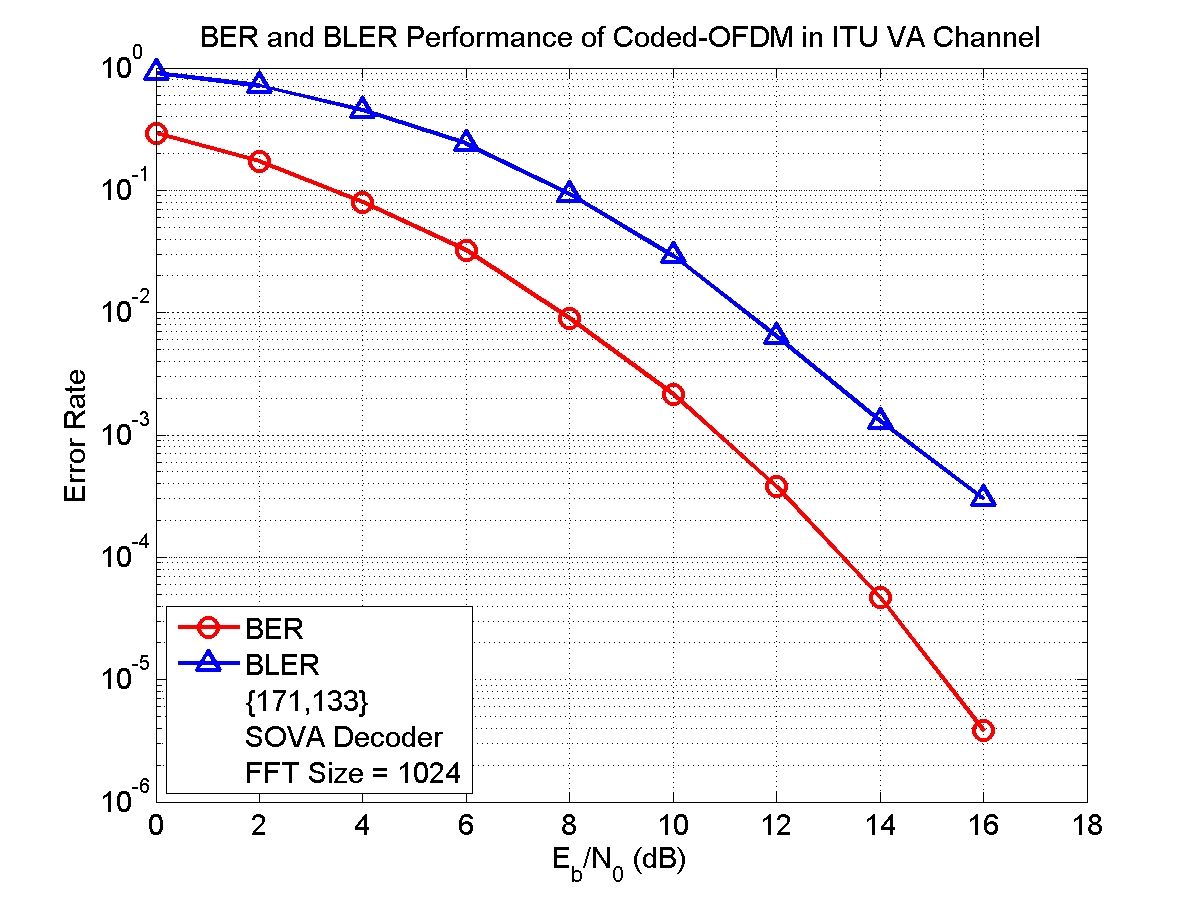 BER and BLER Performance of Coded-OFDM in ITU VA Channel
10^0
10^-1
10^-2
10^-3
10^-4
10^-5
10^-6
Error Rate
BER
BLER
{171,133}
SOVA Decoder
FFT Size = 1024
0 2 4 6 8 10 12 14 16 18
E_b/N_0 (dB)